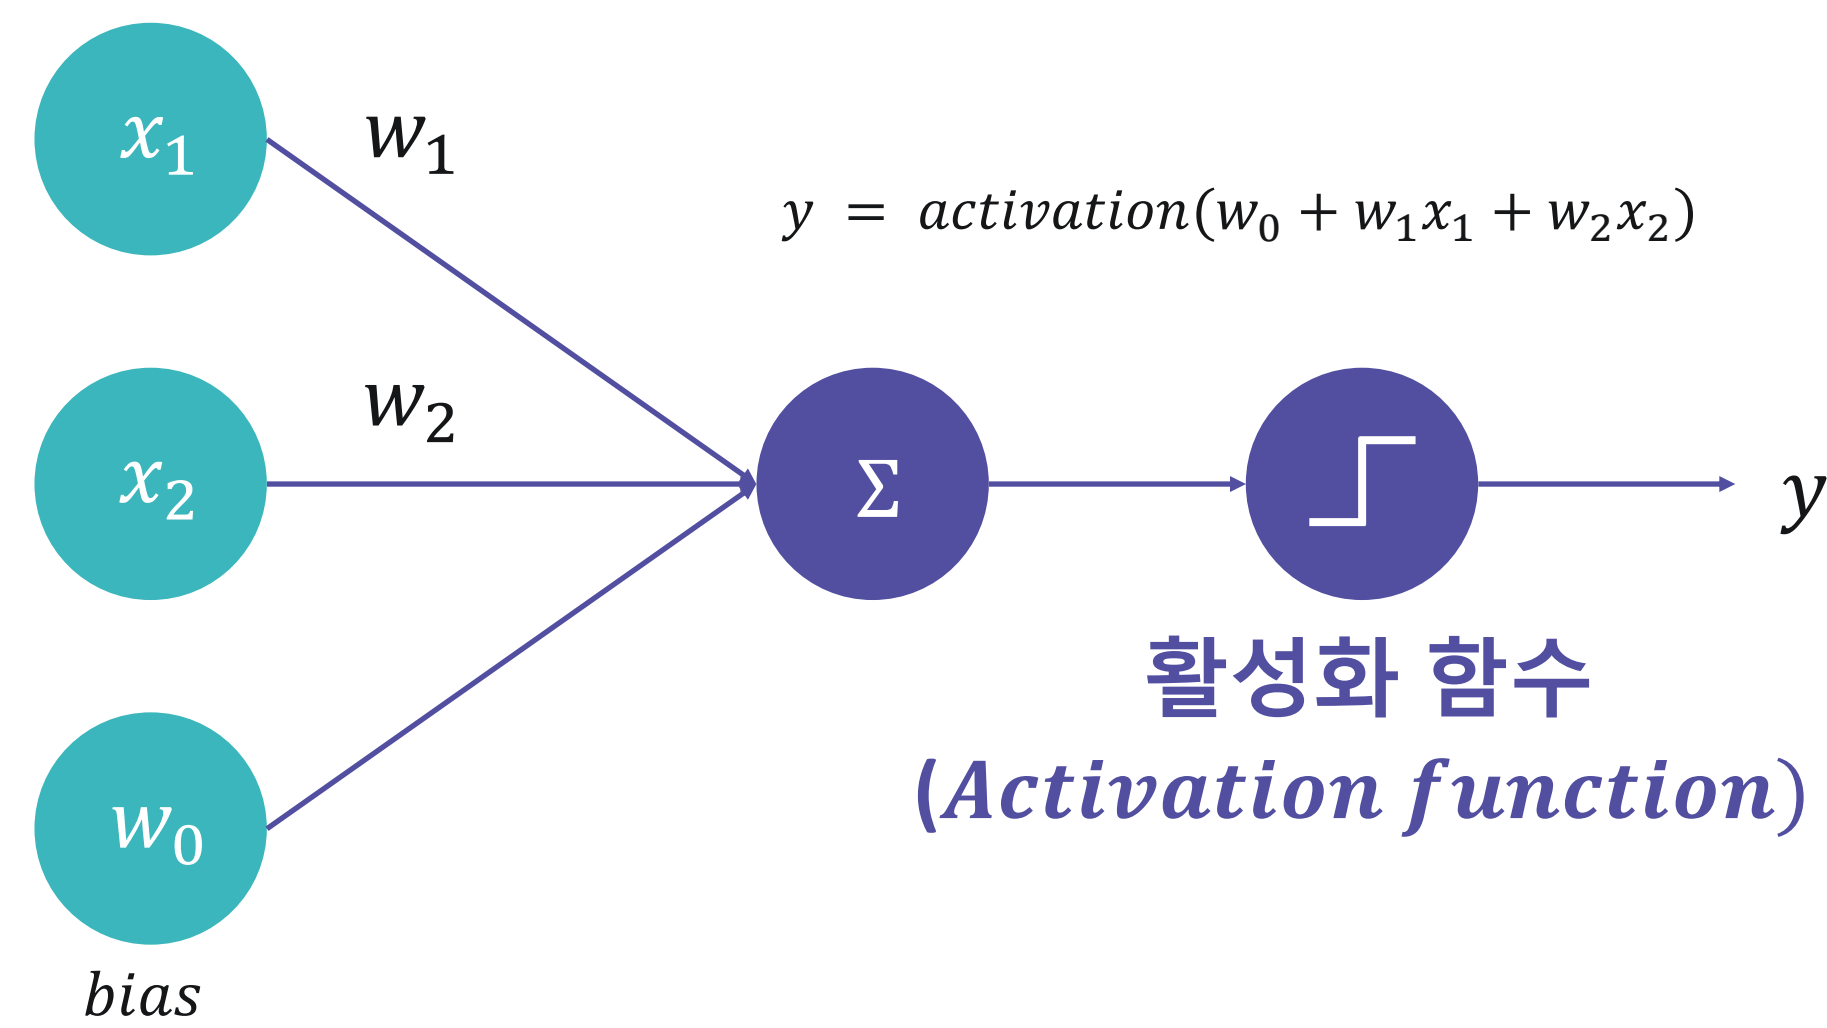 x₁
w₁
y = activation(w₀ + w₁x₁ + w₂x₂)
w₂
x₂
Σ
y
활성화 함수
(Activation function)
w₀
bias